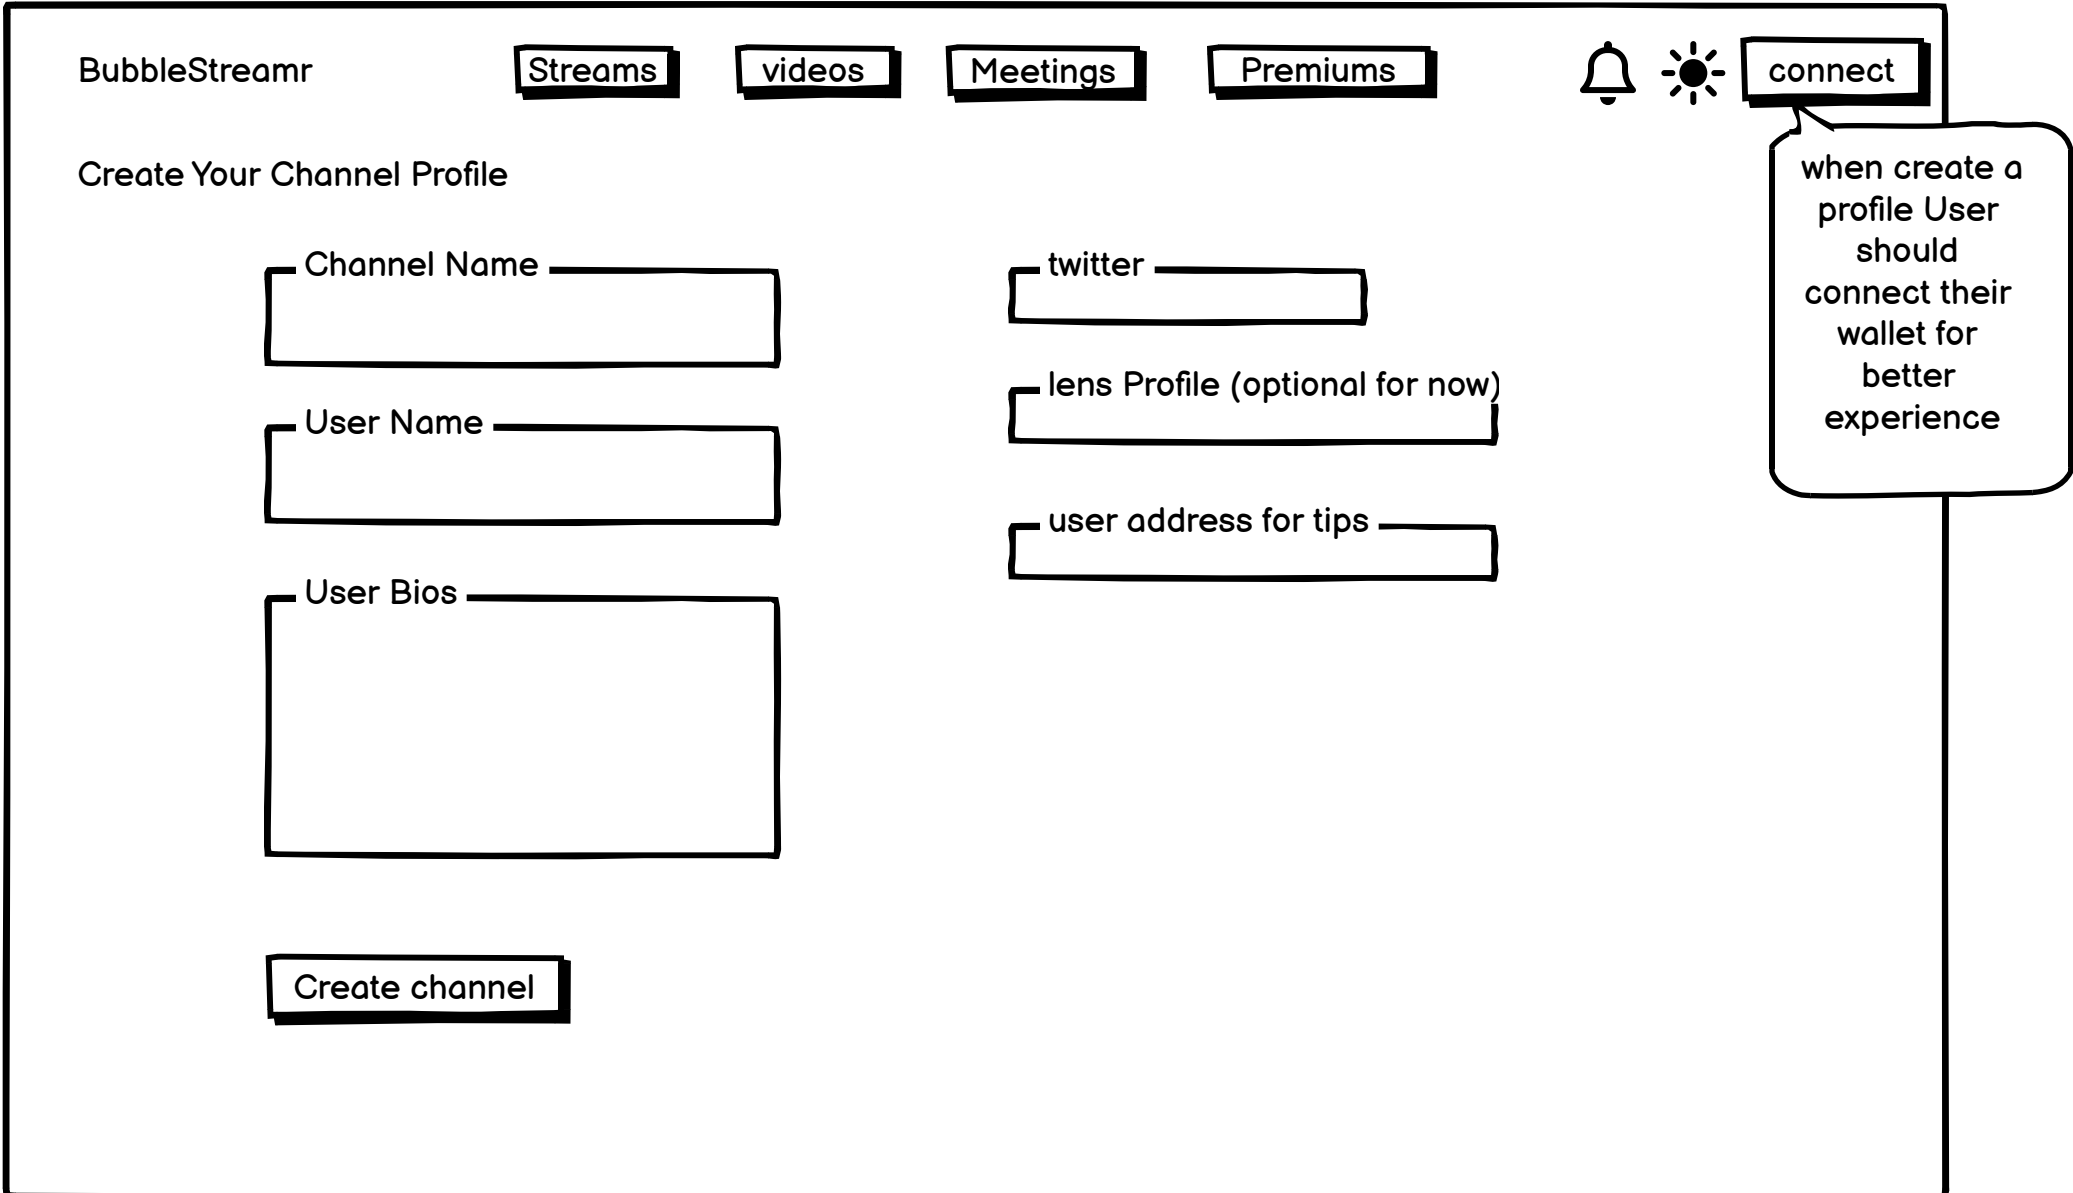 BubbleStreamr
Streams
videos
Meetings
Premiums
connect
when create a
profile User
should
connect their
wallet for
better
experience
Create Your Channel Profile
Channel Name
twitter
lens Profile (optional for now)
User Name
user address for tips
User Bios
Create channel